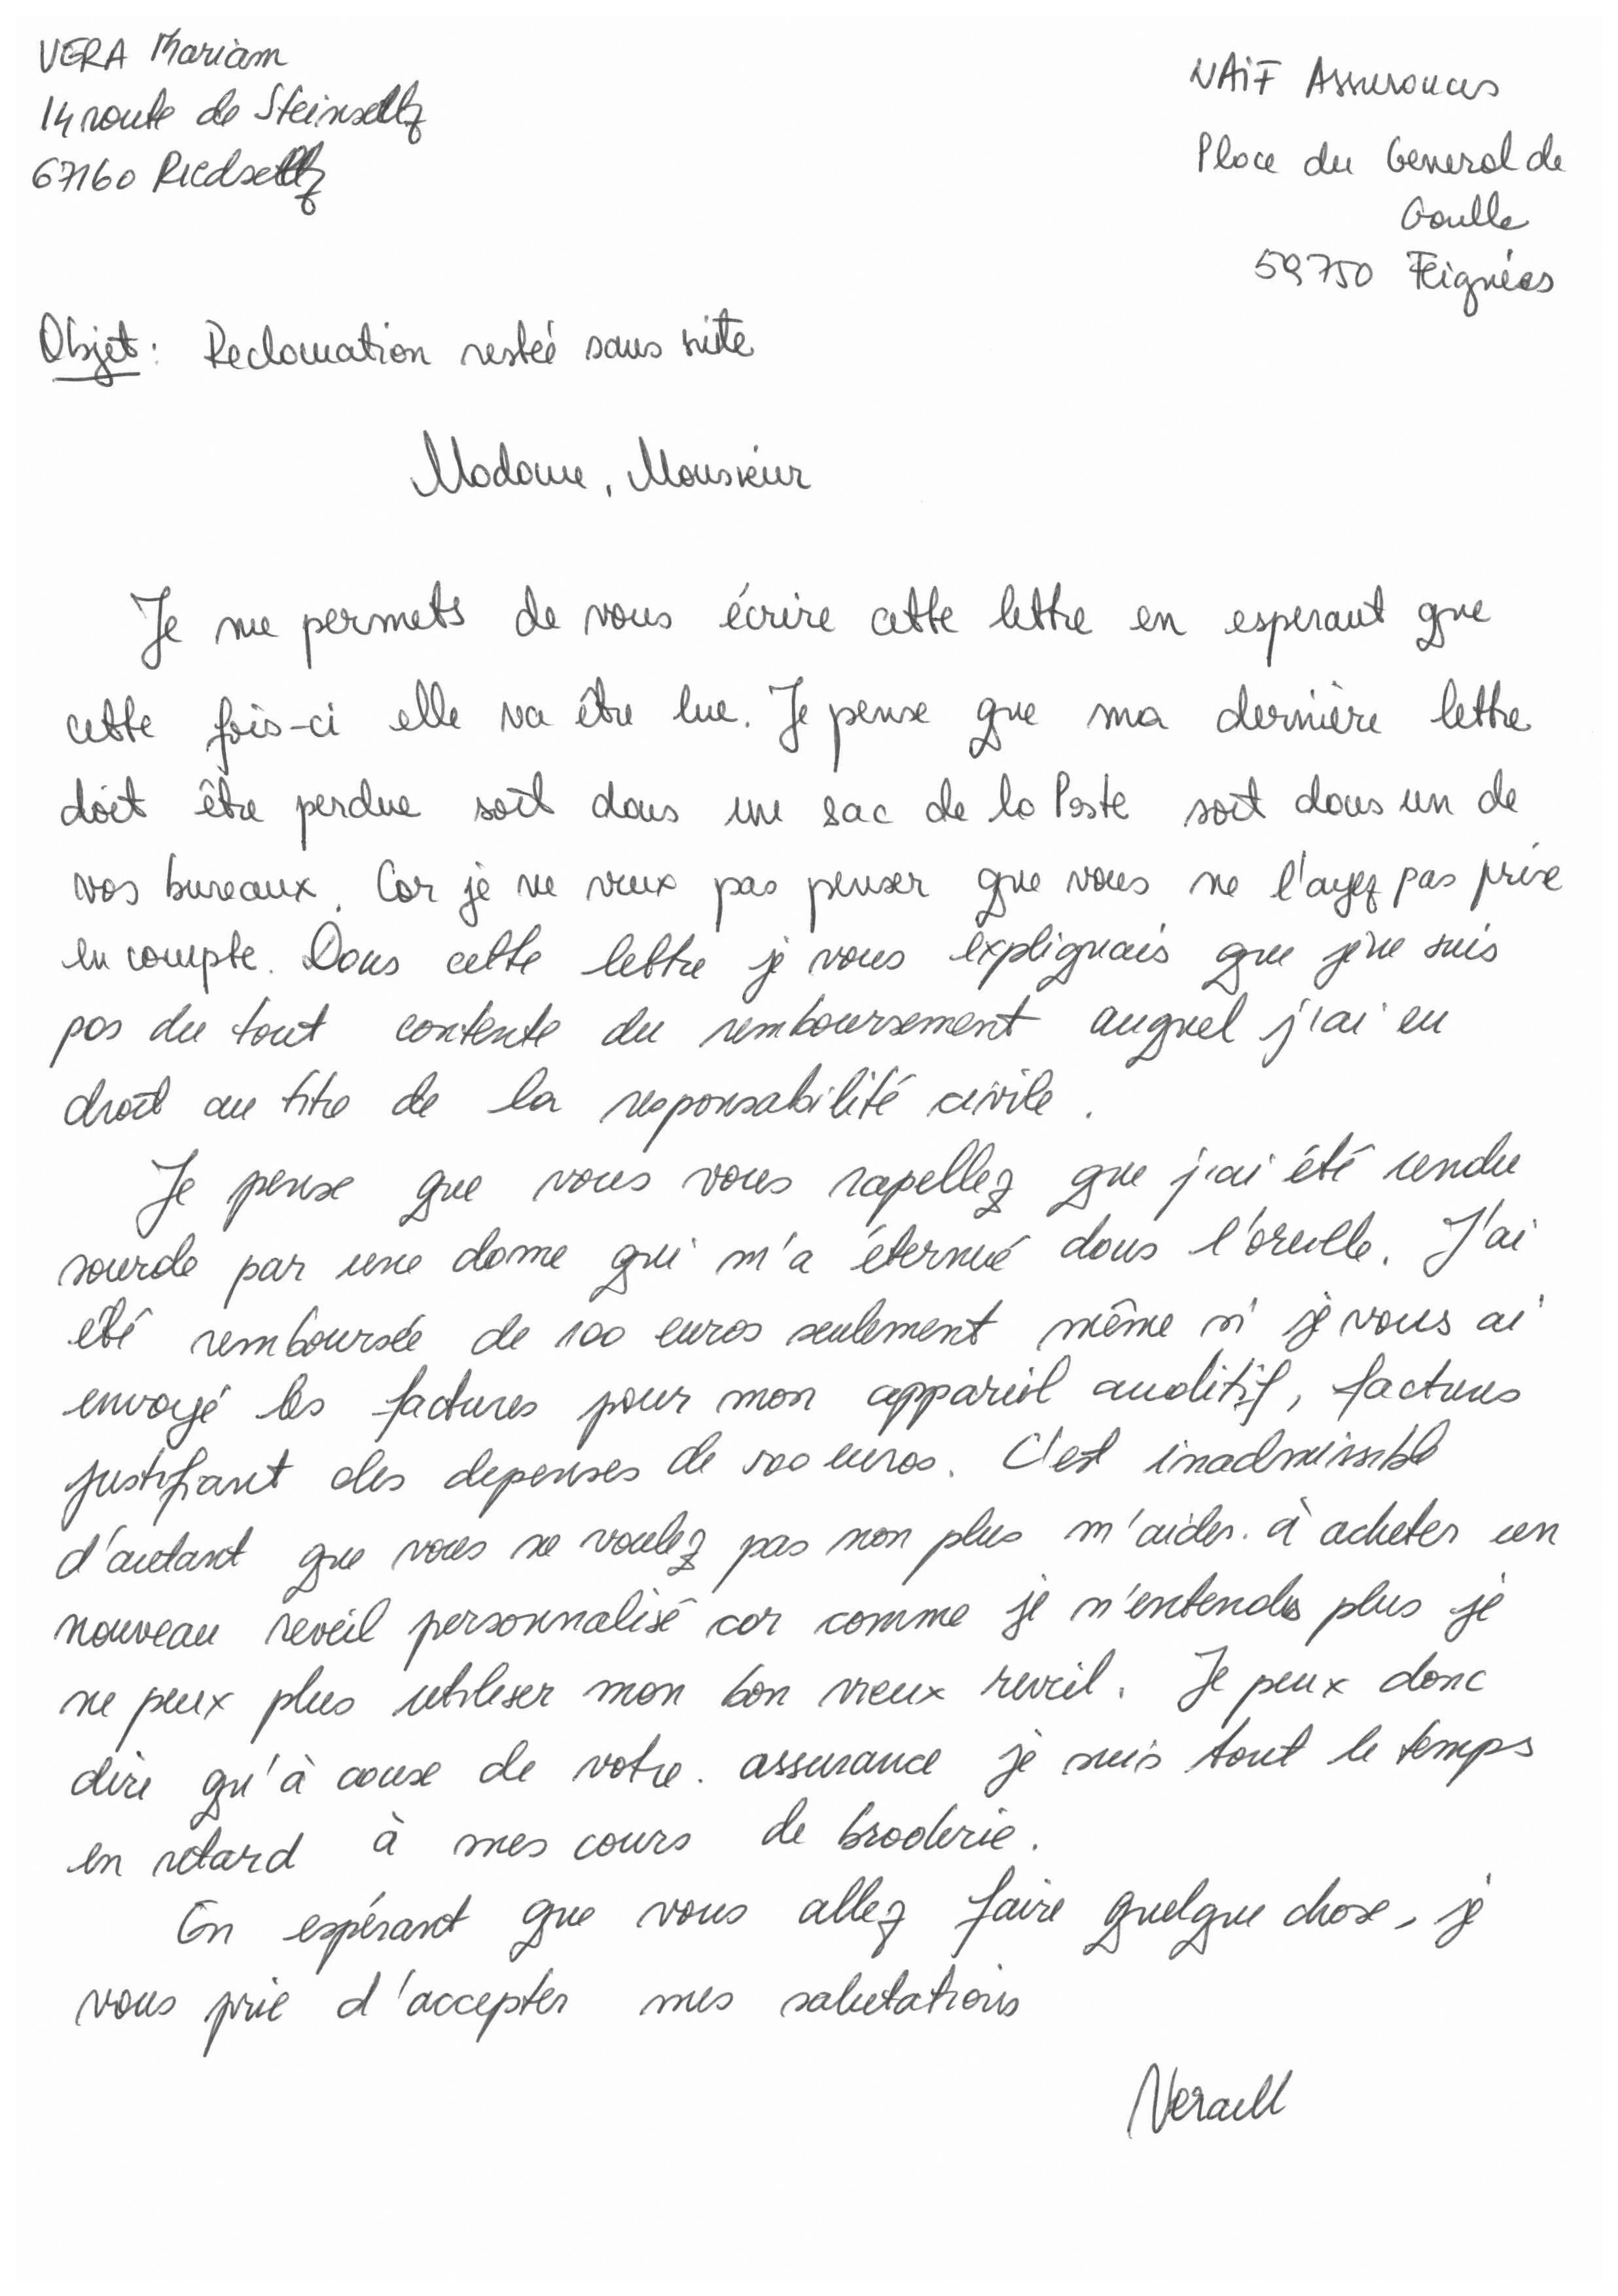 VERA Mariam
14 route de Steinseltz
67160 Riedseltz
NAiF Assurances
Place du General de
Gaulle
59750 Feignies
Objet : Reclamation restée sans suite
Madame, Monsieur
Je me permets de vous écrire cette lettre en esperant que
cette fois-ci elle va être lue. Je pense que ma dernière lettre
doit être perdue soit dans un sac de la Poste soit dans un de
vos bureaux. Car je ne veux pas penser que vous ne l'ayez pas prise
en compte. Dans cette lettre je vous expliquais que je ne suis
pas du tout contente du remboursement auquel j'ai eu
droit au titre de la responsabilité civile.
Je pense que vous vous rapellez que j'ai été rendu
sourde par une dame qui m'a éternué dans l'oreille. J'ai
été remboursée de 100 euros seulement même si je vous ai
envoyé les factures pour mon appareil auditif, factures
justifiant des depenses de 500 euros. C'est inadmissible
d'autant que vous ne voulez pas non plus m'aider à acheter un
nouveau reveil personnalisé car comme je n'entends plus je
ne peux plus utiliser mon bon vieux reveil. Je peux donc
dire qu'à cause de votre assurance je suis tout le temps
en retard à mes cours de broderie.
En espérant que vous allez faire quelque chose, je
vous prie d'accepter mes salutations